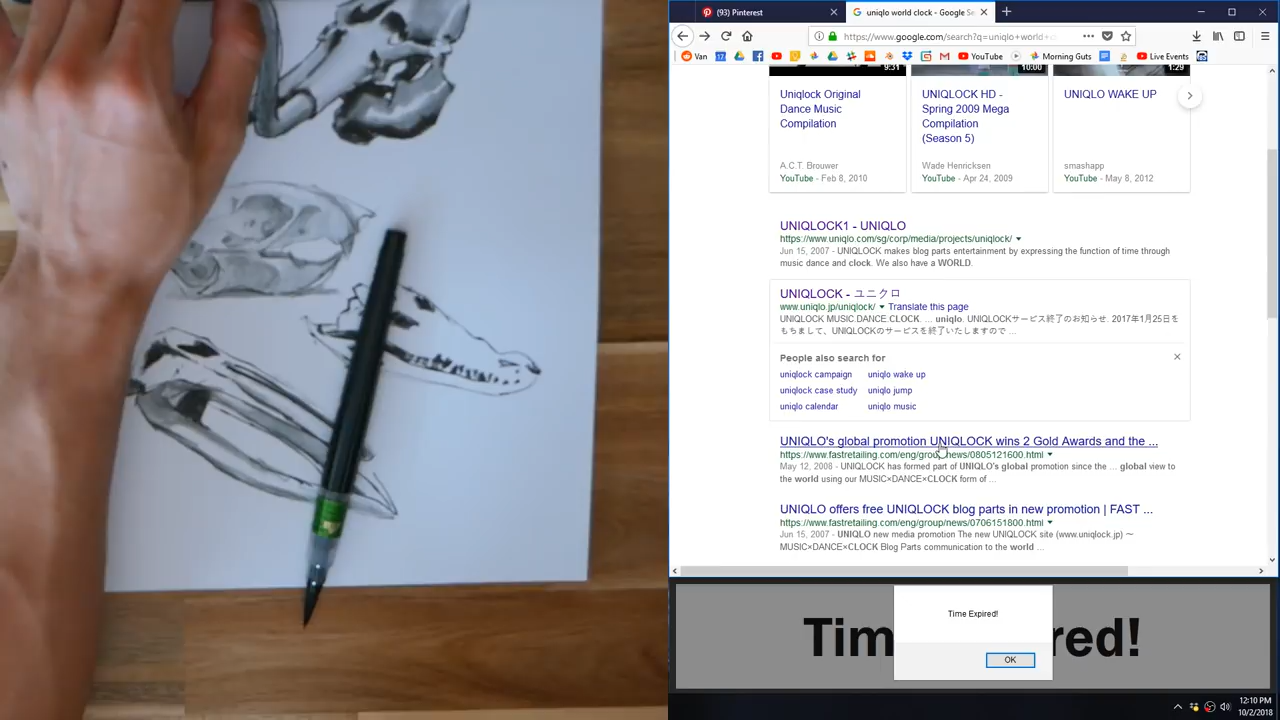 (93) Pinterest
uniqlo world clock - Google Se
https://www.google.com/search?q=uniqlo+world+c
Van
YouTube
Morning Guts
Live Events
9:31
10:00
1:29
Uniqlock Original
Dance Music
Compilation
A.C.T. Brouwer
YouTube - Feb 8, 2010
UNIQLOCK HD -
Spring 2009 Mega
Compilation
(Season 5)
Wade Henricksen
YouTube - Apr 24, 2009
UNIQLO WAKE UP
smashapp
YouTube - May 8, 2012
UNIQLOCK1 - UNIQLO
https://www.uniqlo.com/sg/corp/media/projects/uniqlock/
Jun 15, 2007 - UNIQLOCK makes blog parts entertainment by expressing the function of time through
music dance and clock. We also have a WORLD.
UNIQLOCK - ユニクロ
www.uniqlo.jp/uniqlock/ Translate this page
UNIQLOCK MUSIC.DANCE.CLOCK. ... uniqlo. UNIQLOCKサービス終了のお知らせ. 2017年1月25日を
もちまして、UNIQLOCKのサービスを終了いたしますので ...
People also search for
uniqlock campaign uniqlo wake up
uniqlock case study uniqlo jump
uniqlo calendar uniqlo music
UNIQLO's global promotion UNIQLOCK wins 2 Gold Awards and the ...
https://www.fastretailing.com/eng/group/news/0805121600.html
May 12, 2008 - UNIQLOCK has formed part of UNIQLO's global promotion since the ... global view to
the world using our MUSIC×DANCE×CLOCK form of ...
UNIQLO offers free UNIQLOCK blog parts in new promotion | FAST ...
https://www.fastretailing.com/eng/group/news/0706151800.html
Jun 15, 2007 - UNIQLO new media promotion The new UNIQLOCK site (www.uniqlock.jp) ～
MUSIC×DANCE×CLOCK Blog Parts communication to the world ...
Time Expired!
OK
12:10 PM
10/2/2018